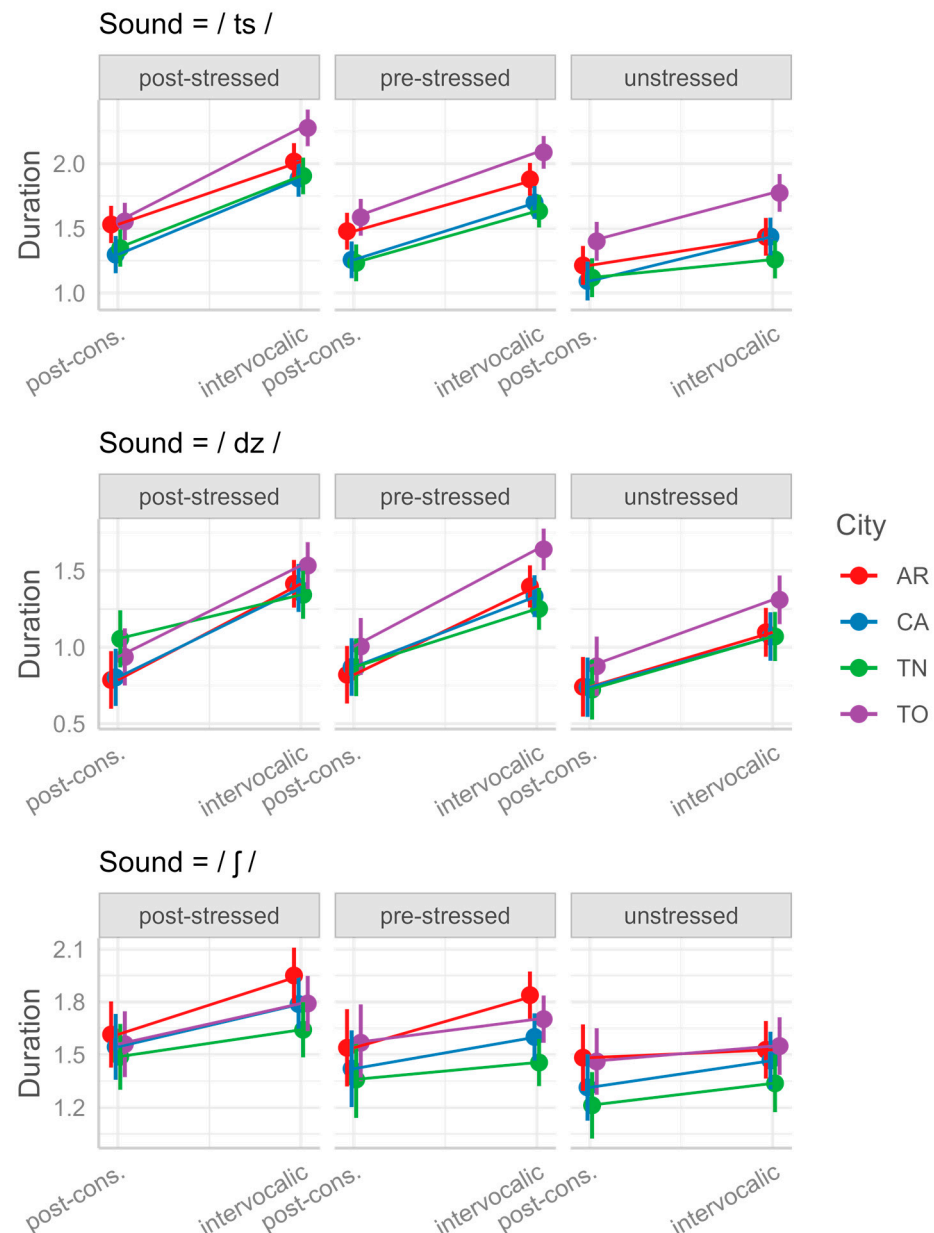 Sound = / ts /
post-stressed pre-stressed unstressed
Duration
2.0
1.5
1.0
post-cons. intervocalic post-cons. intervocalic post-cons. intervocalic
Sound = / dz /
post-stressed pre-stressed unstressed
Duration
1.5
1.0
0.5
post-cons. intervocalic post-cons. intervocalic post-cons. intervocalic
City
AR
CA
TN
TO
Sound = / ʃ /
post-stressed pre-stressed unstressed
Duration
2.1
1.8
1.5
1.2
post-cons. intervocalic post-cons. intervocalic post-cons. intervocalic